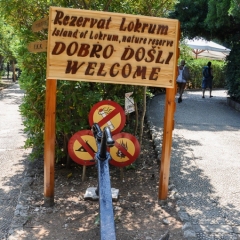 Rezervat Lokrum
Island of Lokrum, nature reserve
DOBRO DOŠLI
WELCOME